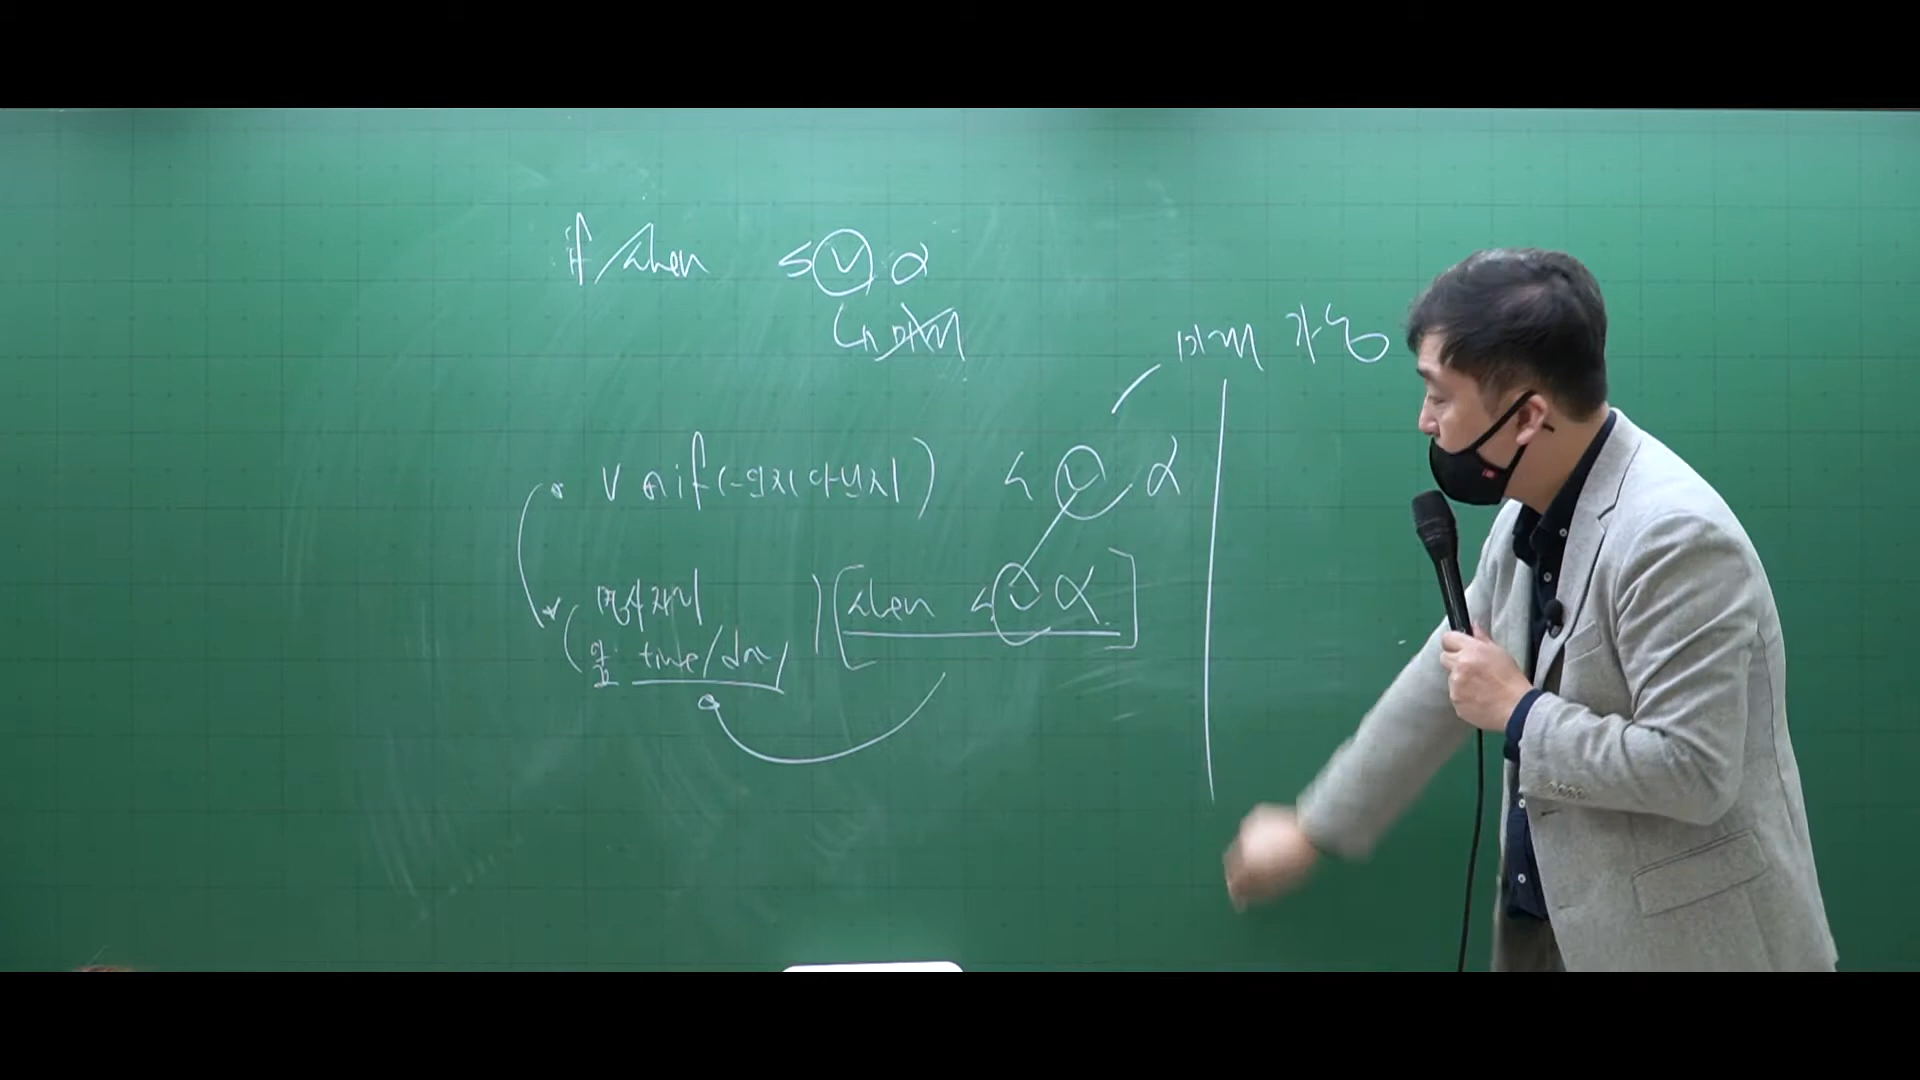 if / when S V α
미래
미래 가능
V n if (-인지 아닌지) S V α
명사자리 when S V α
앞 time/day